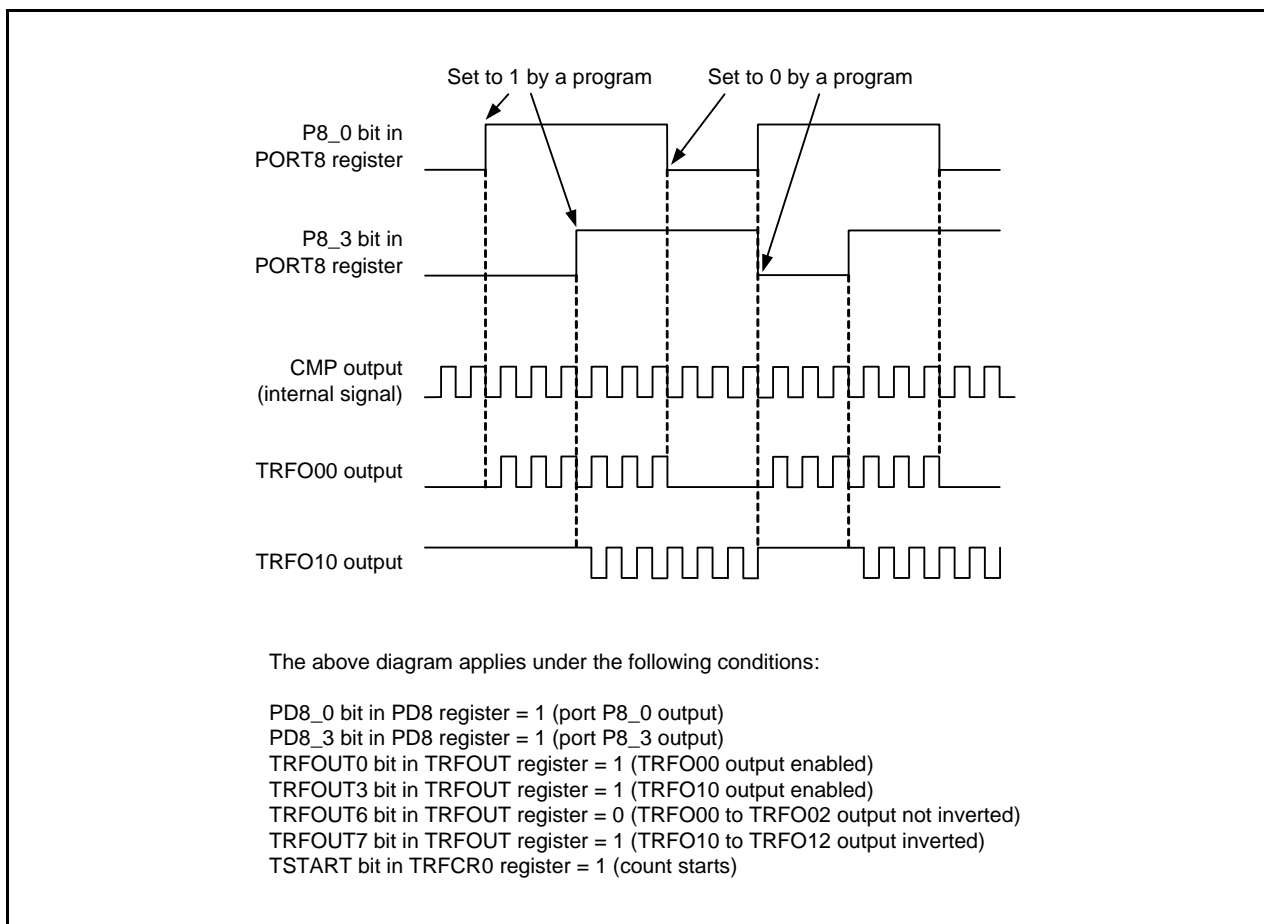 Set to 1 by a program
Set to 0 by a program
P8_0 bit in
PORT8 register
P8_3 bit in
PORT8 register
CMP output
(internal signal)
TRFO00 output
TRFO10 output
The above diagram applies under the following conditions:
PD8_0 bit in PD8 register = 1 (port P8_0 output)
PD8_3 bit in PD8 register = 1 (port P8_3 output)
TRFOUT0 bit in TRFOUT register = 1 (TRFO00 output enabled)
TRFOUT3 bit in TRFOUT register = 1 (TRFO10 output enabled)
TRFOUT6 bit in TRFOUT register = 0 (TRFO00 to TRFO02 output not inverted)
TRFOUT7 bit in TRFOUT register = 1 (TRFO10 to TRFO12 output inverted)
TSTART bit in TRFCR0 register = 1 (count starts)